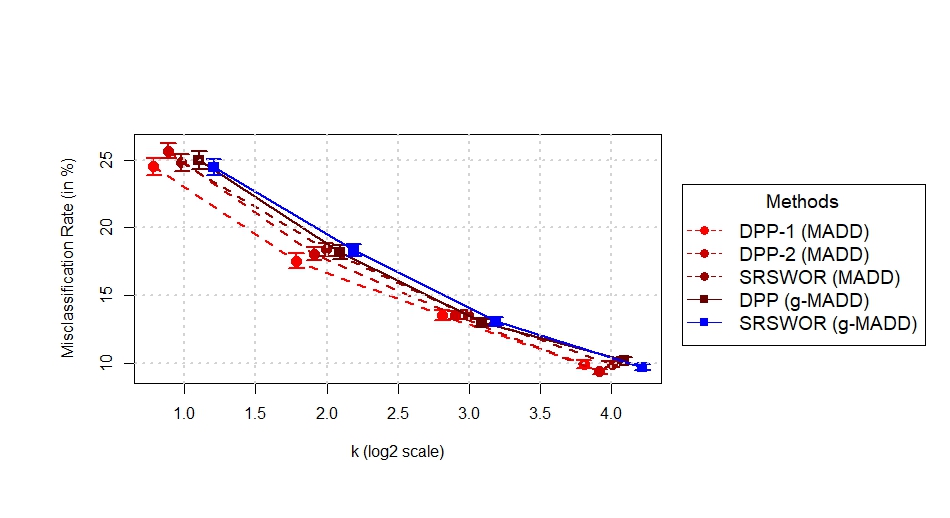 25
20
15
10
Misclassification Rate (in %)
1.0 1.5 2.0 2.5 3.0 3.5 4.0
k (log2 scale)
Methods
DPP-1 (MADD)
DPP-2 (MADD)
SRSWOR (MADD)
DPP (g-MADD)
SRSWOR (g-MADD)